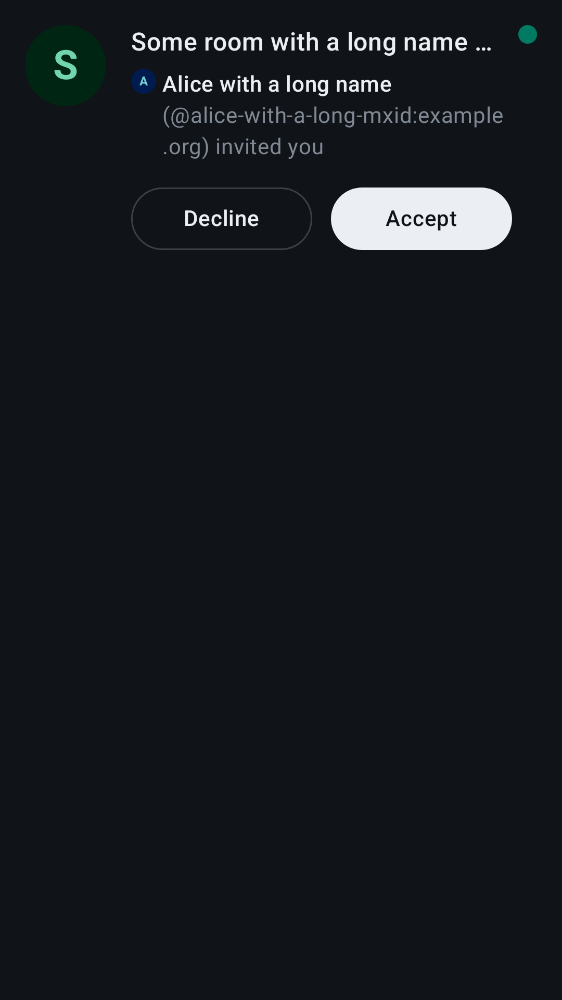 S
Some room with a long name …
A
Alice with a long name
(@alice-with-a-long-mxid:example
.org) invited you
Decline
Accept